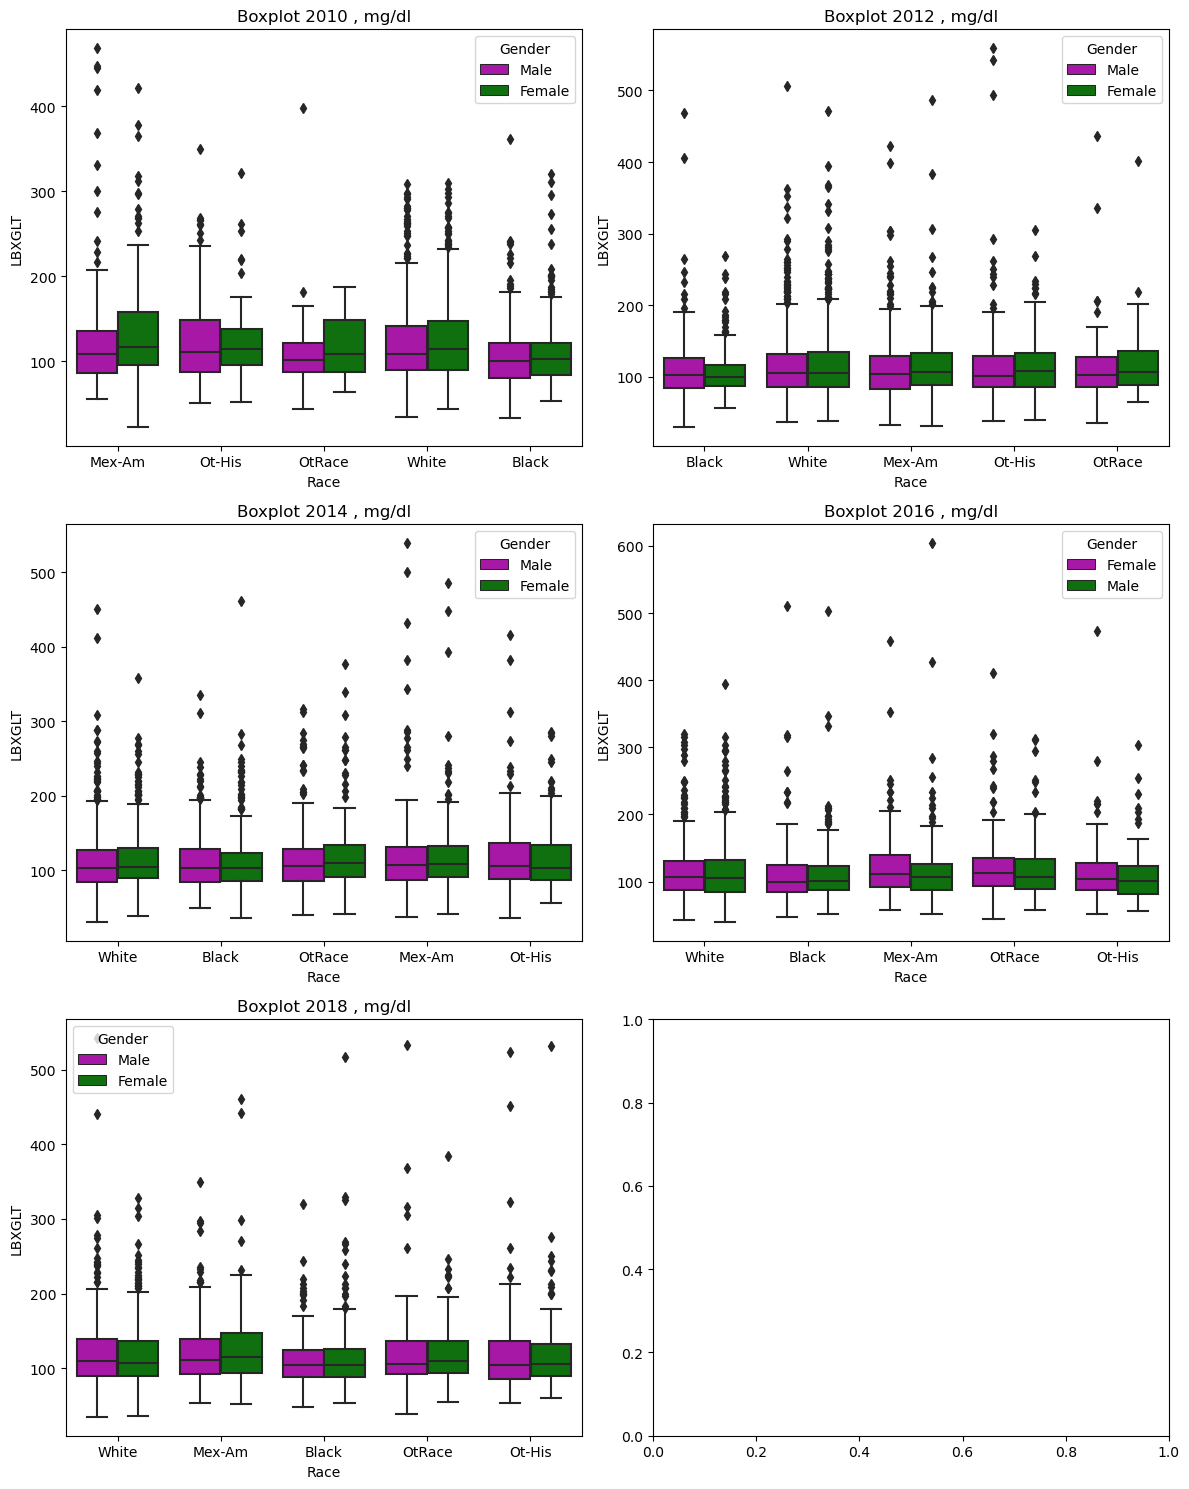 Boxplot 2010 , mg/dl
Gender
Male
Female
400
300
200
100
LBXGLT
Mex-Am Ot-His OtRace White Black
Race
Boxplot 2012 , mg/dl
Gender
Male
Female
500
400
300
200
100
LBXGLT
Black White Mex-Am Ot-His OtRace
Race
Boxplot 2014 , mg/dl
Gender
Male
Female
500
400
300
200
100
LBXGLT
White Black OtRace Mex-Am Ot-His
Race
Boxplot 2016 , mg/dl
Gender
Female
Male
600
500
400
300
200
100
LBXGLT
White Black Mex-Am OtRace Ot-His
Race
Boxplot 2018 , mg/dl
Gender
Male
Female
500
400
300
200
100
LBXGLT
White Mex-Am Black OtRace Ot-His
Race
1.0
0.8
0.6
0.4
0.2
0.0
0.0 0.2 0.4 0.6 0.8 1.0